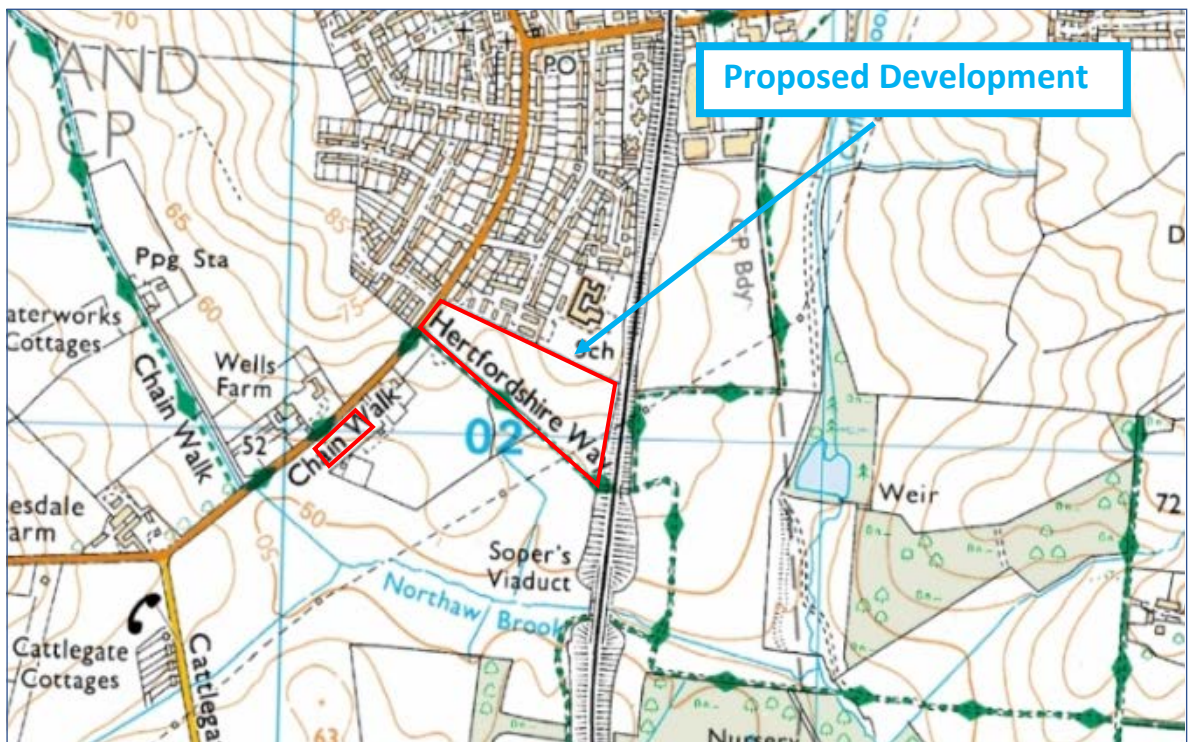 70
AND
CP
PO
Proposed Development
65
85
Ppg Sta
60
75
CP Bdy
D
aterworks
Cottages
Wells
Farm
Chain Walk
Chain Walk
52
Hertfordshire Way
Sch
02
esdale
arm
50
50
Weir
72
Soper's
Viaduct
Northaw Brook
Cattlegate
Cottages
Cattlega
63
Nursery